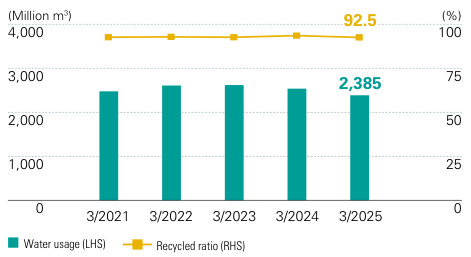 (Million m³) (%)
92.5
4,000 100
3,000 75
2,385
2,000 50
1,000 25
0 0
3/2021 3/2022 3/2023 3/2024 3/2025
Water usage (LHS) Recycled ratio (RHS)